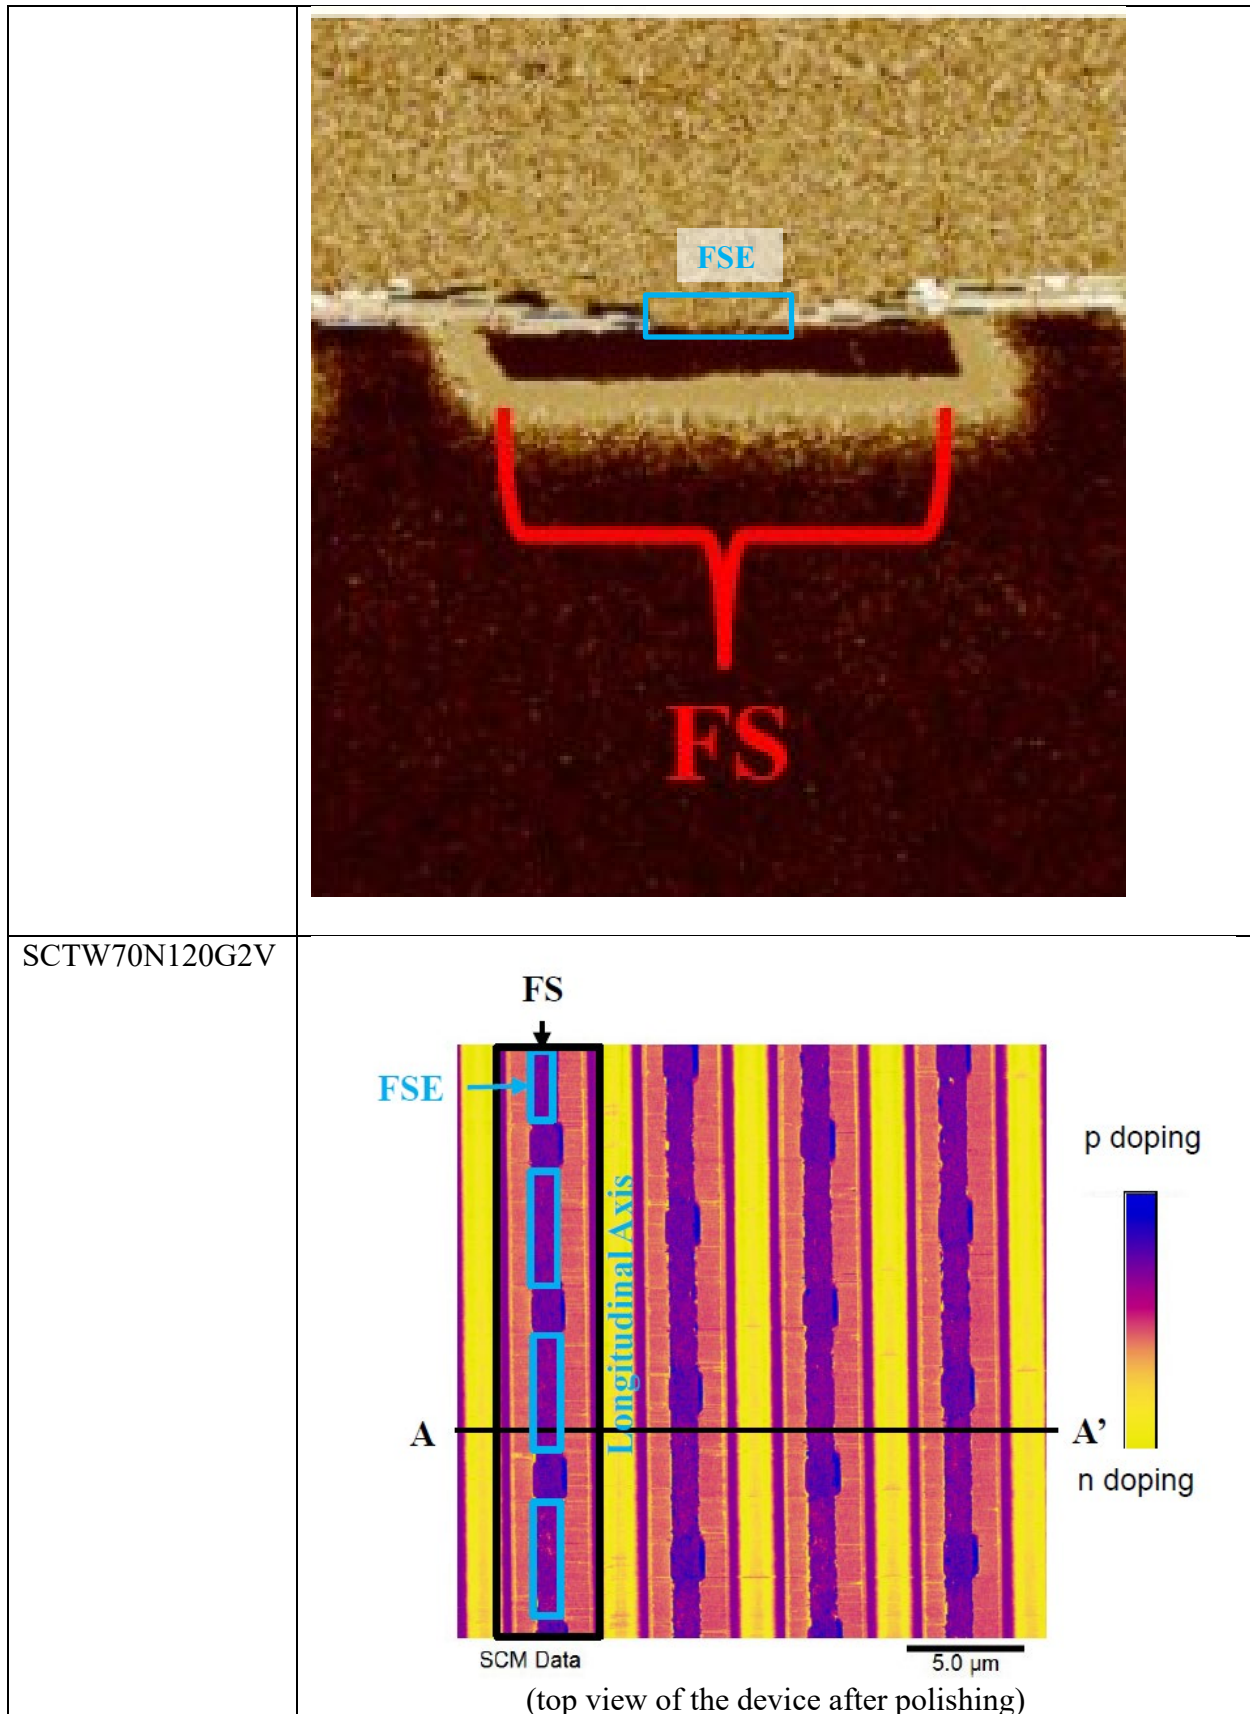 FSE
FS
SCTW70N120G2V
FS
FSE
p doping
Longitudinal Axis
A
A’
n doping
SCM Data
5.0 µm
(top view of the device after polishing)